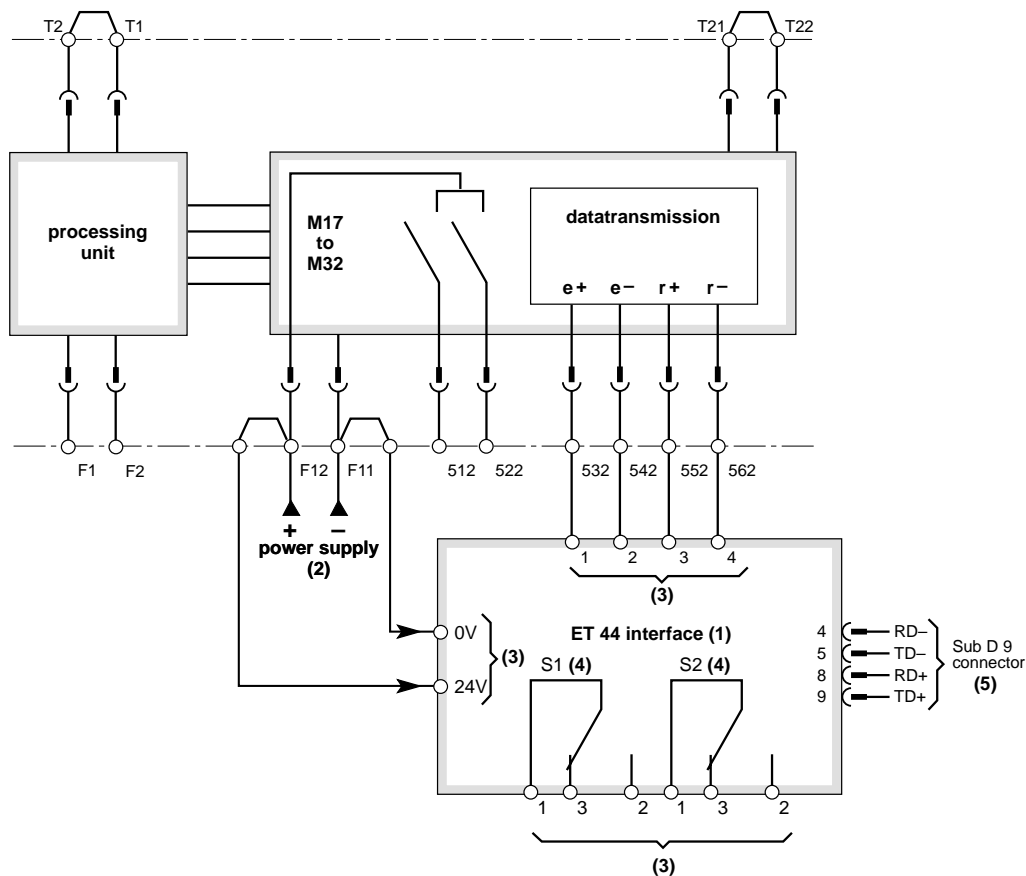 T2 T1 T21 T22
processing
unit
M17
to
M32
datatransmission
e+ e– r+ r–
F1 F2 F12 F11 512 522 532 542 552 562
+ –
power supply
(2)
1 2 3 4
(3)
0V
24V
(3)
ET 44 interface (1)
S1 (4) S2 (4)
4 RD–
5 TD–
8 RD+
9 TD+
Sub D 9
connector
(5)
1 3 2 1 3 2
(3)